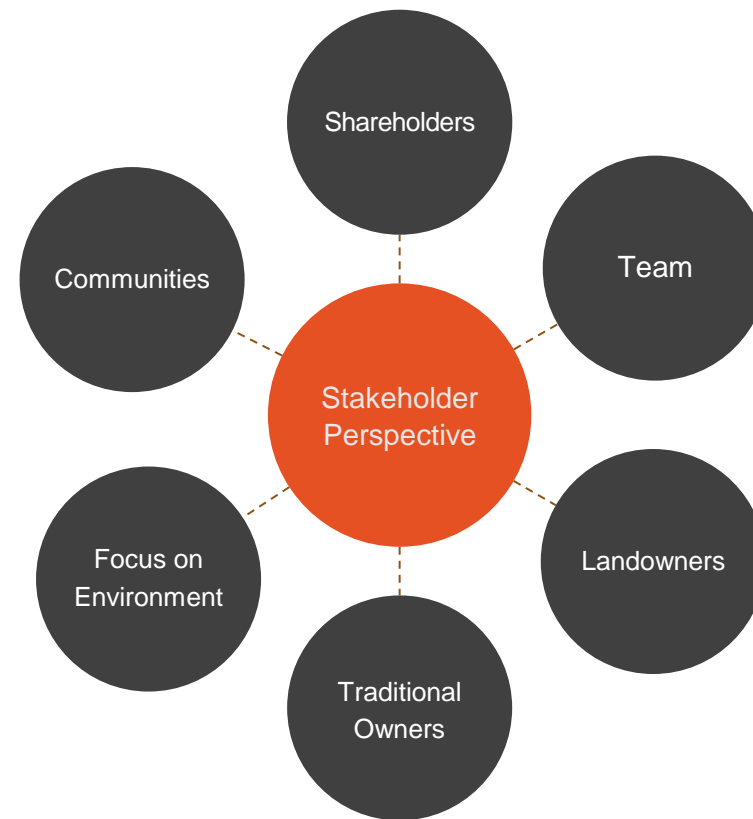 Shareholders
Team
Communities
Stakeholder
Perspective
Focus on
Environment
Landowners
Traditional
Owners